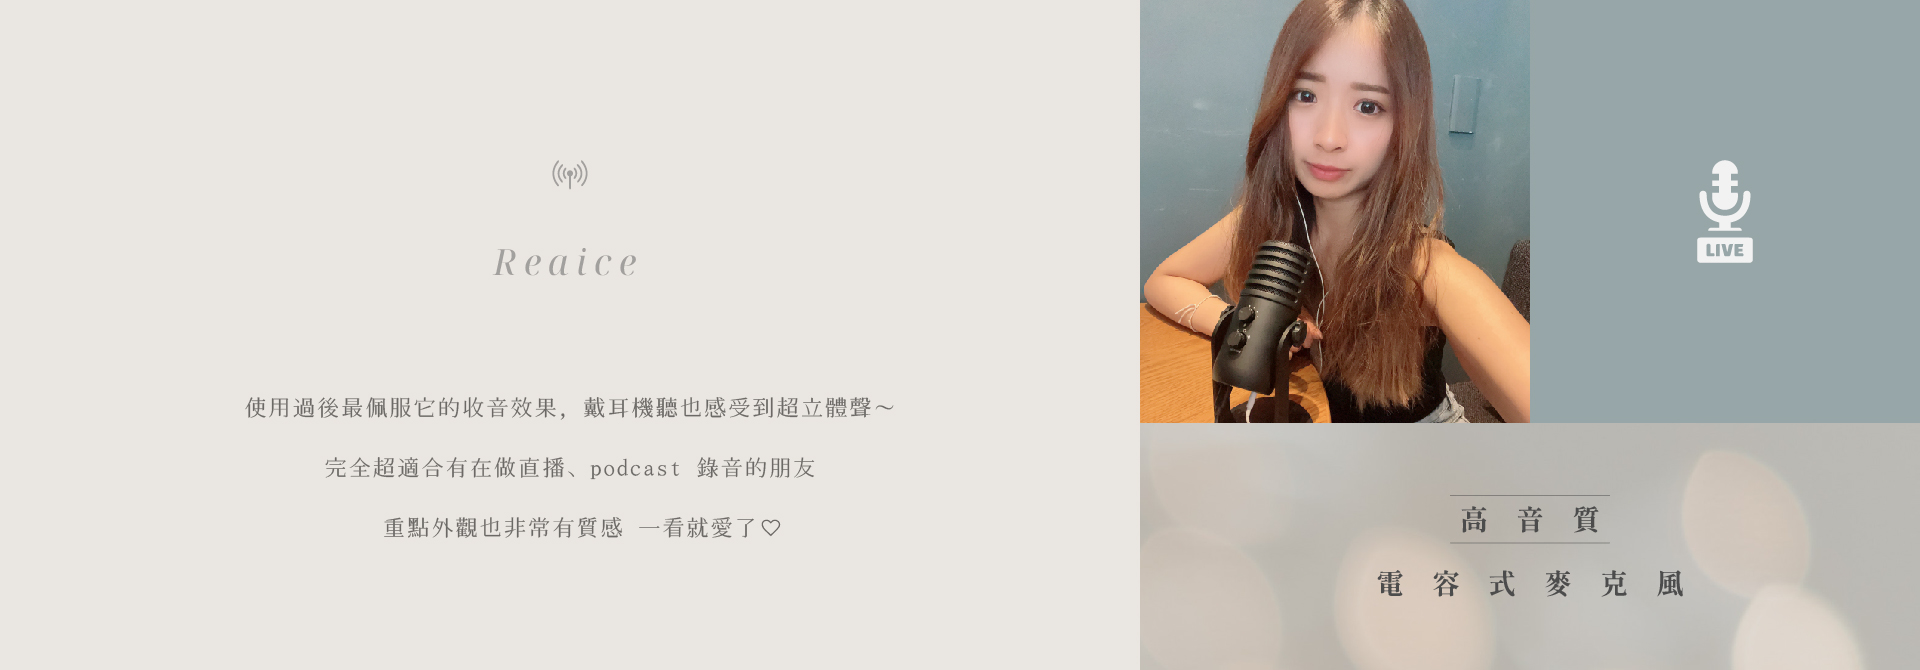 Reaice
使用過後最佩服它的收音效果，戴耳機聽也感受到超立體聲～
完全超適合有在做直播、podcast 錄音的朋友
重點外觀也非常有質感 一看就愛了♡
LIVE
高音質
電容式麥克風